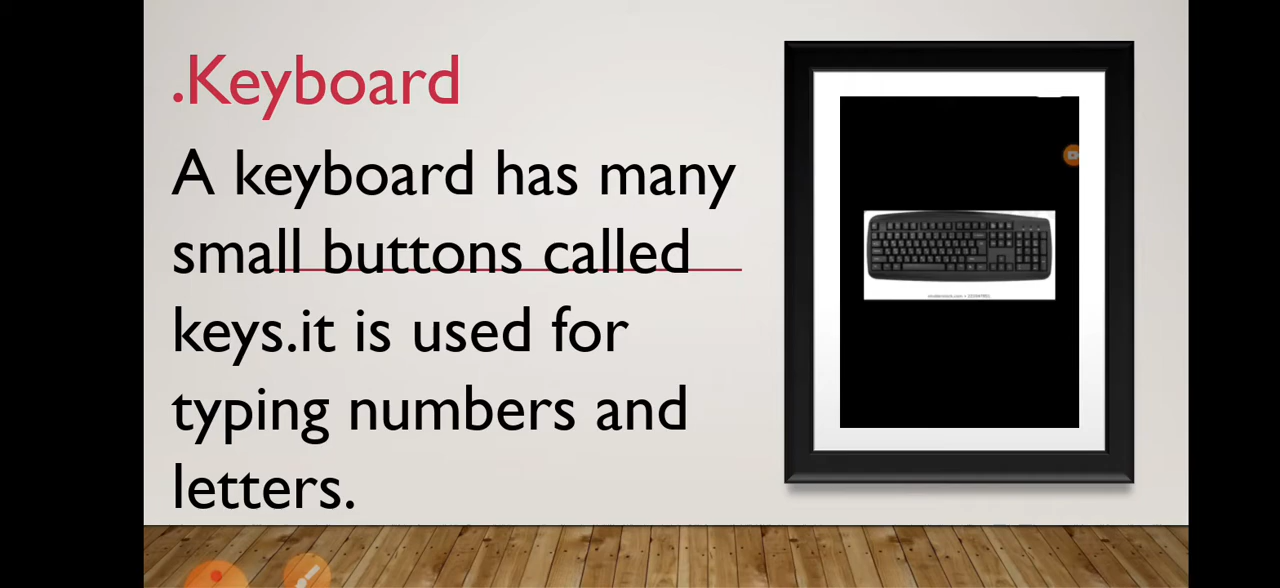 .Keyboard
A keyboard has many
small buttons called
keys.it is used for
typing numbers and
letters.